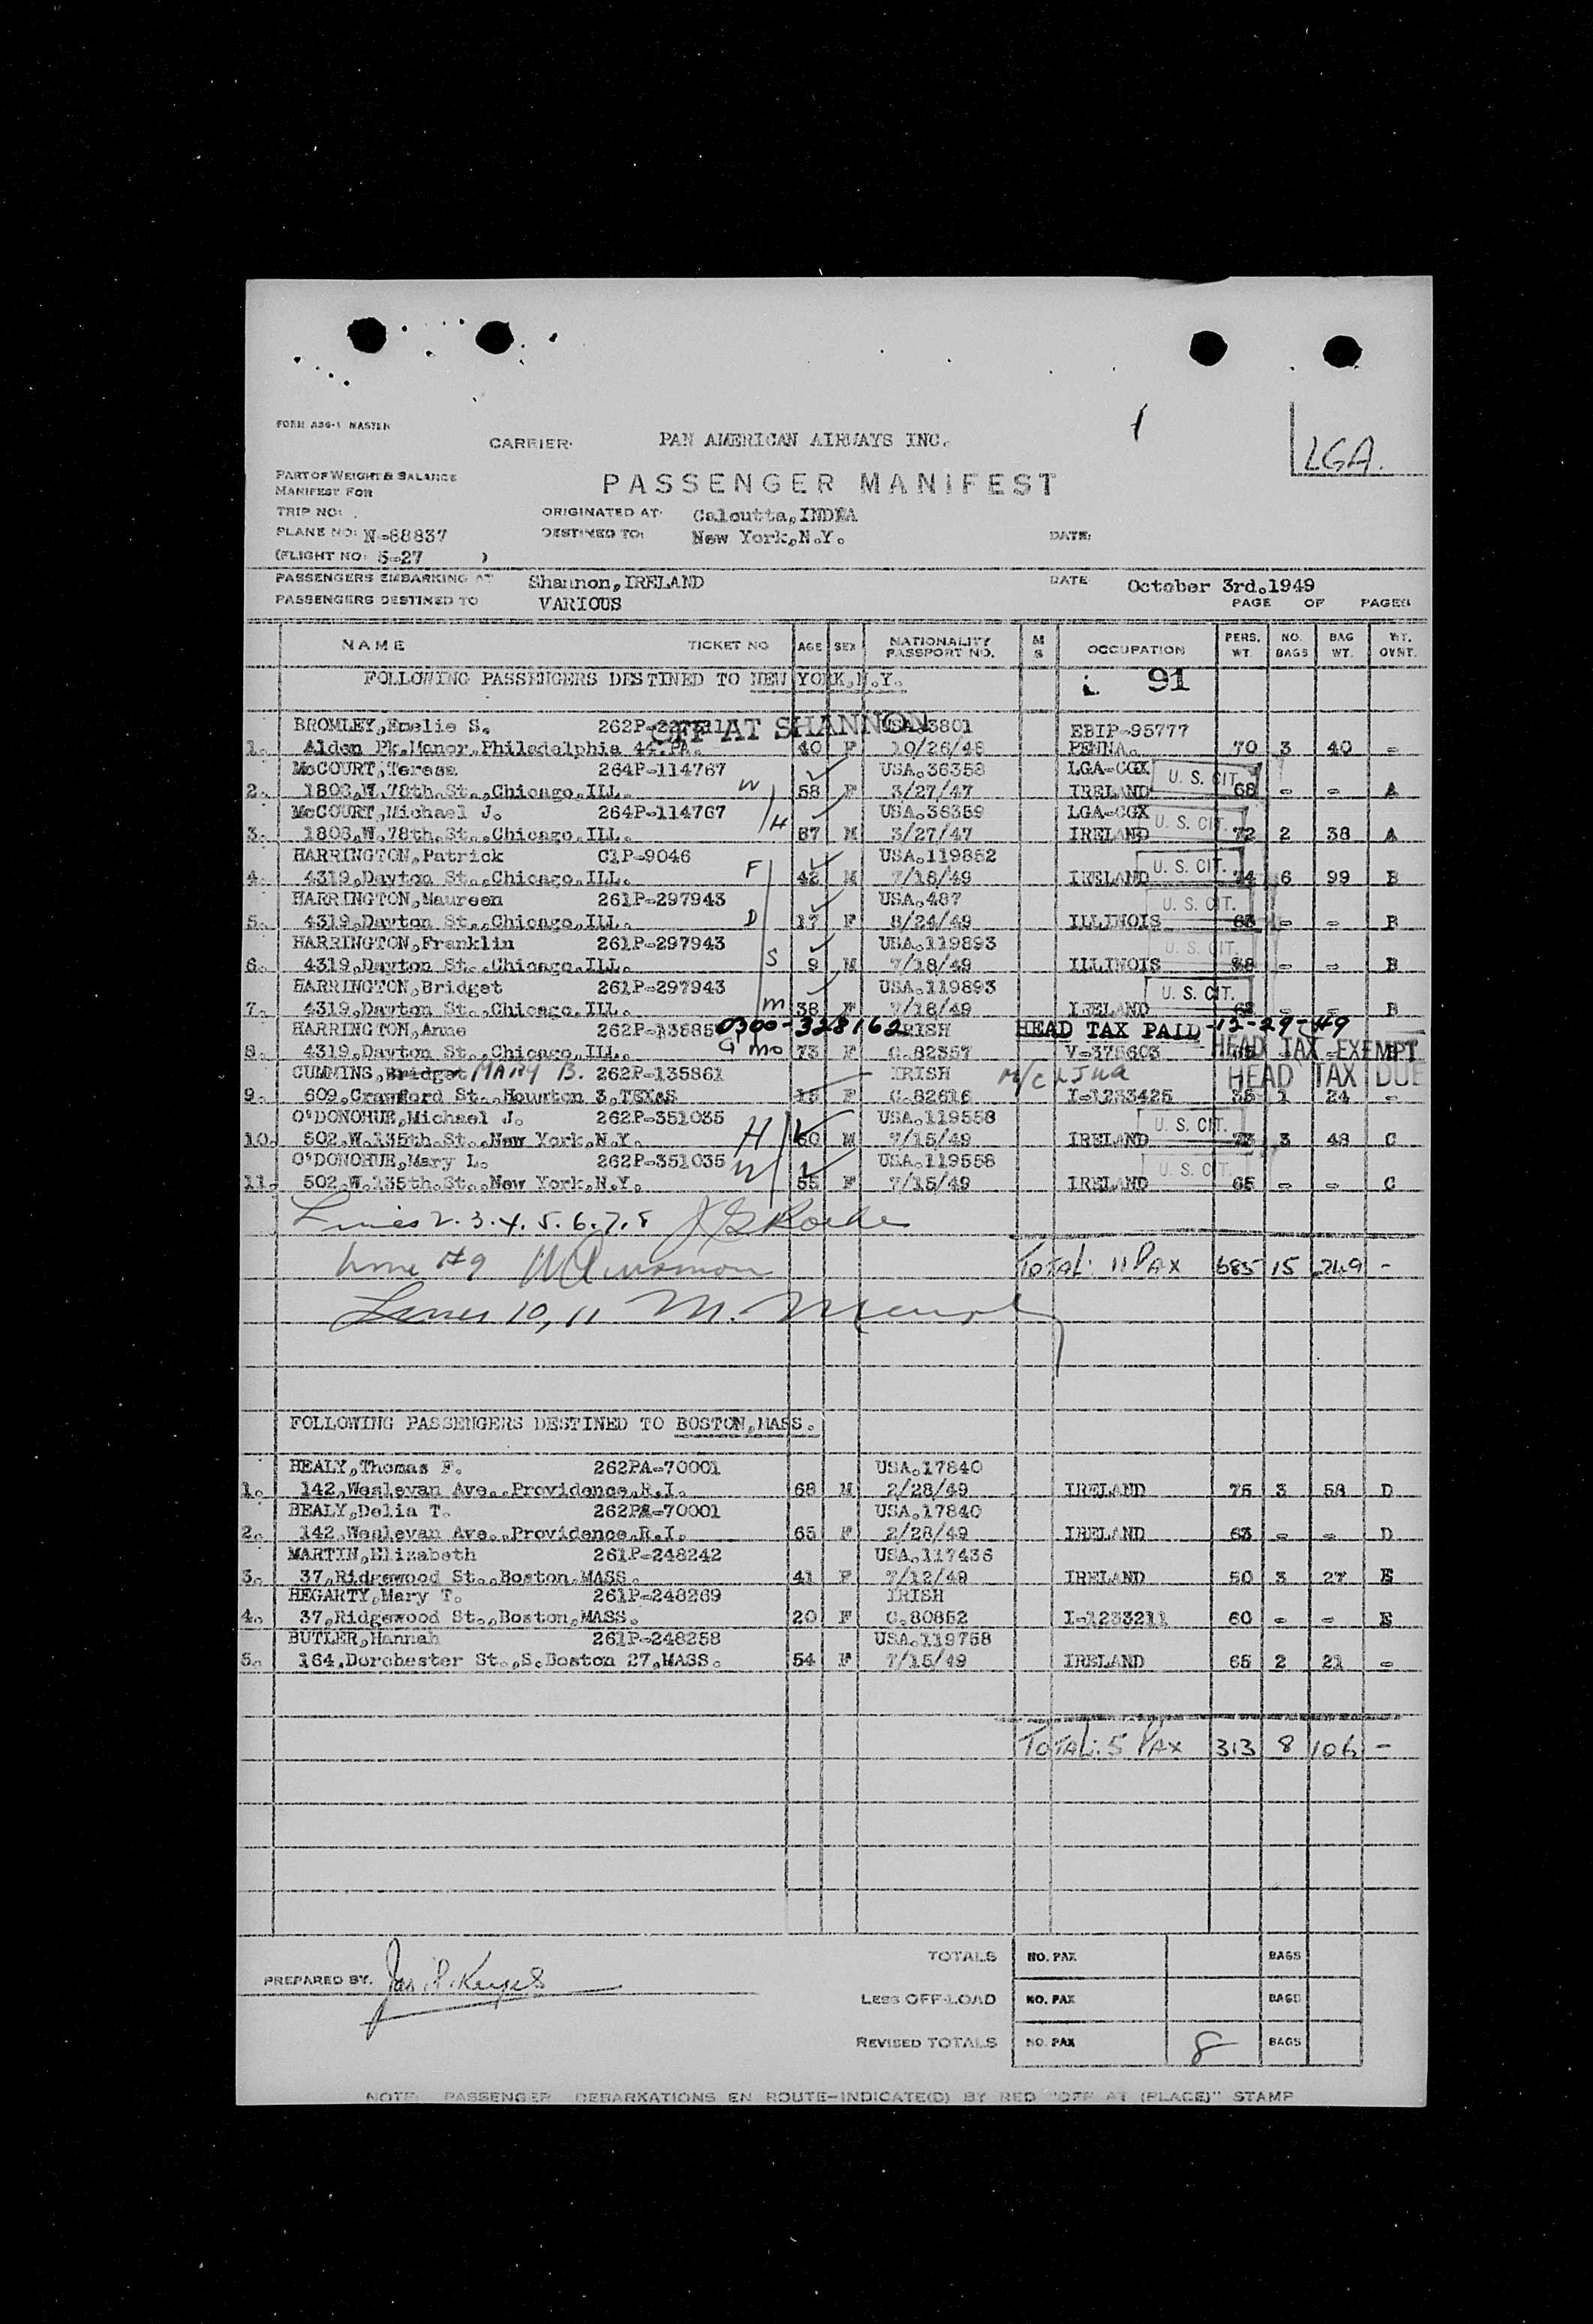 FORM AB6-1 MASTER
CARRIER: PAN AMERICAN AIRWAYS INC.
LGA.
PART OF WEIGHT & BALANCE
MANIFEST FOR
PASSENGER MANIFEST
TRIP NO: ORIGINATED AT: Calcutta,INDIA
PLANE NO: N-88837 DESTINED TO: New York,N.Y. DATE:
(FLIGHT NO: 5-27 )
PASSENGERS EMBARKING AT Shannon,IRELAND DATE October 3rd.1949
PASSENGERS DESTINED TO VARIOUS PAGE OF PAGES
NAME TICKET NO AGE SEX NATIONALITY PASSPORT NO. M S OCCUPATION PERS. WT. NO. BAGS BAG WT. WT. OVNT.
FOLLOWING PASSENGERS DESTINED TO NEW YORK,N.Y. 91
BROMLEY,Emelie S. OFF AT SHANNON USA.3801 EBIP-95777
1. Alden Pk.Manor.Philadelphia 44.PA. 40 F 10/26/48 PENNA. 70 3 40 -
McCOURT,Teresa 264P-114767 USA.36358 LGA-CGX U. S. CIT.
2. 1808,W.78th.St.,Chicago.ILL. W 58 F 3/27/47 IRELAND 68 - - A
McCOURT,Michael J. 264P-114767 USA.36359 LGA-CGX U. S. CIT.
3. 1808,W.78th.St.,Chicago.ILL. H 67 M 3/27/47 IRELAND 72 2 38 A
HARRINGTON,Patrick C1P-9046 USA.119852 U. S. CIT.
4. 4319,Dayton St.,Chicago.ILL. F 42 M 7/18/49 IRELAND 74 6 99 B
HARRINGTON,Maureen 261P-297943 USA.487 U. S. CIT.
5. 4319,Dayton St.,Chicago.ILL. D 17 F 8/24/49 ILLINOIS 63 - - B
HARRINGTON,Franklin 261P-297943 USA.119893 U. S. CIT.
6. 4319,Dayton St.,Chicago.ILL. S 9 M 7/18/49 ILLINOIS 38 - - B
HARRINGTON,Bridget 261P-297943 USA.119893 U. S. CIT.
7. 4319,Dayton St.,Chicago.ILL. M 38 F 7/18/49 IRELAND - - B
HARRINGTON,Anne 0300-328162 IRISH HEAD TAX PAID-12-29-49
8. 4319,Dayton St.,Chicago.ILL. G mo 73 F C.82357 V-375603 HEAD TAX EXEMPT
CUMMINS,Bridget MARY B. 262P-135861 IRISH HEAD TAX DUE
9. 609,Crawford St.,Houston 3,TEXAS 15 F C.82616 I-1233425 55 1 24 -
O'DONOHUE,Michael J. 262P-351035 USA.119558 U. S. CIT.
10. 502.W.135th.St.,New York,N.Y. H 60 M 7/15/49 IRELAND 73 3 48 C
O'DONOHUE,Mary L. 262P-351035 USA.119558 U. S. CIT.
11. 502.W.135th.St.,New York,N.Y. W 55 F 7/15/49 IRELAND 65 - - C
Lines 2.3.4.5.6.7.8
Line #9 TOTAL: 11 PAX 685 15 249 -
Lines 10, 11 M.
FOLLOWING PASSENGERS DESTINED TO BOSTON,MASS.
HEALY,Thomas F. 262PA-70001 USA.17840
1. 142,Wesleyan Ave.,Providence,R.I. 68 M 2/28/49 IRELAND 75 3 58 D
HEALY,Delia T. 262PA-70001 USA.17840
2. 142,Wesleyan Ave.,Providence,R.I. 65 F 2/28/49 IRELAND 63 - - D
MARTIN,Elizabeth 261P-248242 USA.117436
3. 37,Ridgewood St.,Boston.MASS. 41 F 7/12/49 IRELAND 50 3 27 E
HEGARTY,Mary T. 261P-248269 IRISH
4. 37,Ridgewood St.,Boston,MASS. 20 F C.80852 I-1233211 60 - - E
BUTLER,Hannah 261P-248258 USA.119758
5. 164,Dorchester St.,S.Boston 27,MASS. 54 F 7/15/49 IRELAND 65 2 21 -
TOTAL: 5 PAX 313 8 106 -
TOTALS NO. PAX BAGS
PREPARED BY.
LESS OFF-LOAD NO. PAX BAGS
REVISED TOTALS NO. PAX 8 BAGS
NOTE: PASSENGER DEBARKATIONS EN ROUTE-INDICATE(D) BY RED "OFF AT (PLACE)" STAMP